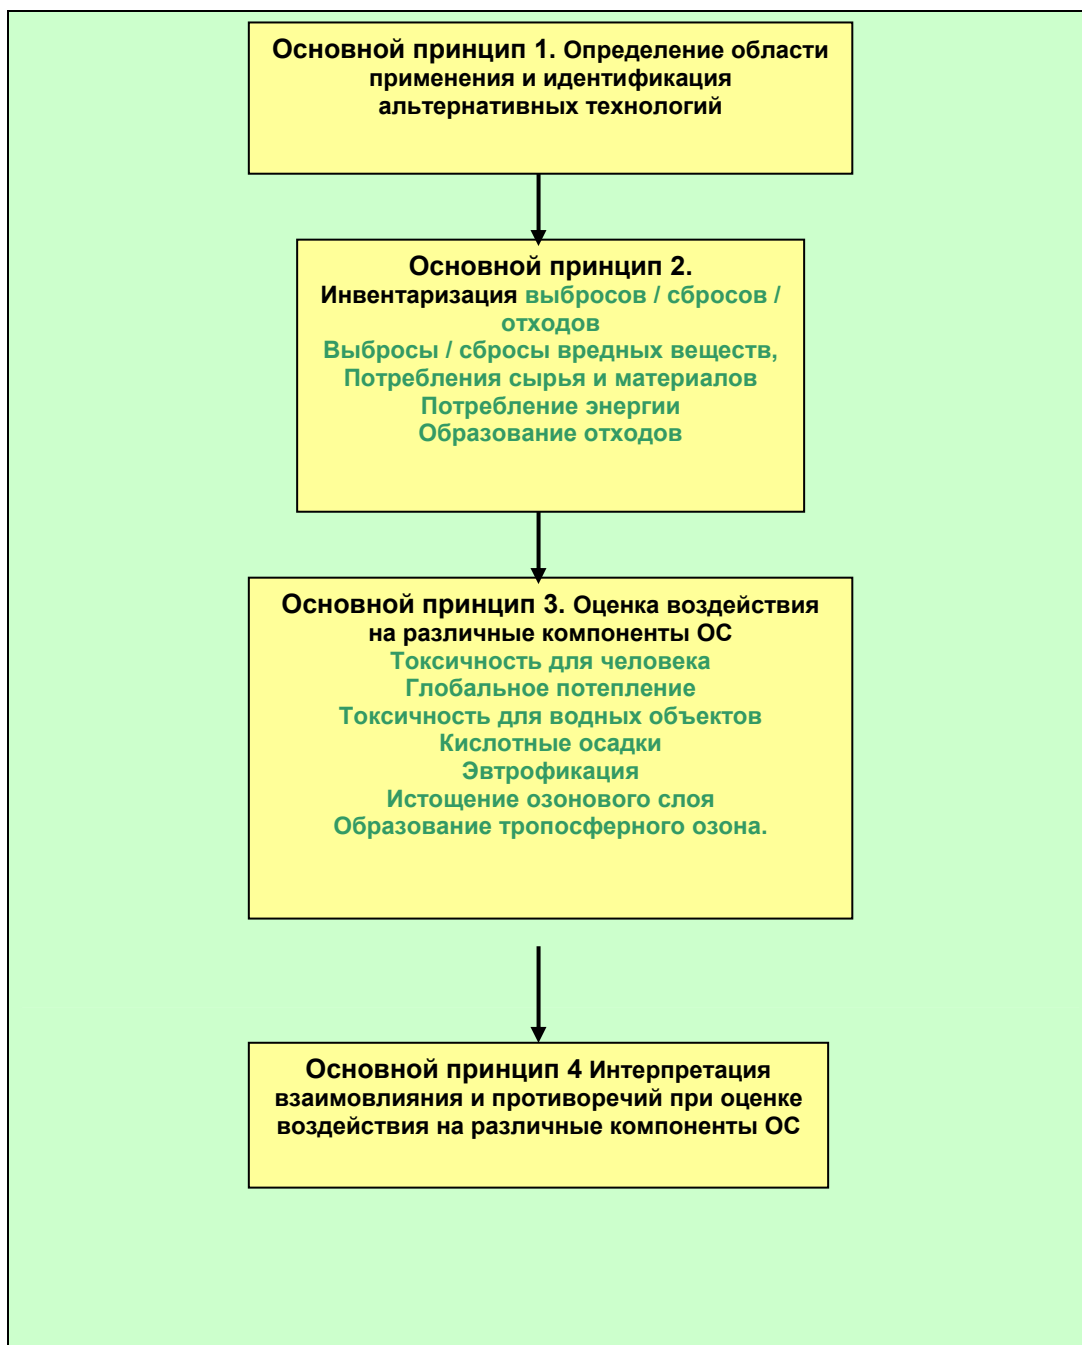 Основной принцип 1. Определение области
применения и идентификация
альтернативных технологий
Основной принцип 2.
Инвентаризация выбросов / сбросов /
отходов
Выбросы / сбросы вредных веществ,
Потребления сырья и материалов
Потребление энергии
Образование отходов
Основной принцип 3. Оценка воздействия
на различные компоненты ОС
Токсичность для человека
Глобальное потепление
Токсичность для водных объектов
Кислотные осадки
Эвтрофикация
Истощение озонового слоя
Образование тропосферного озона.
Основной принцип 4 Интерпретация
взаимовлияния и противоречий при оценке
воздействия на различные компоненты ОС